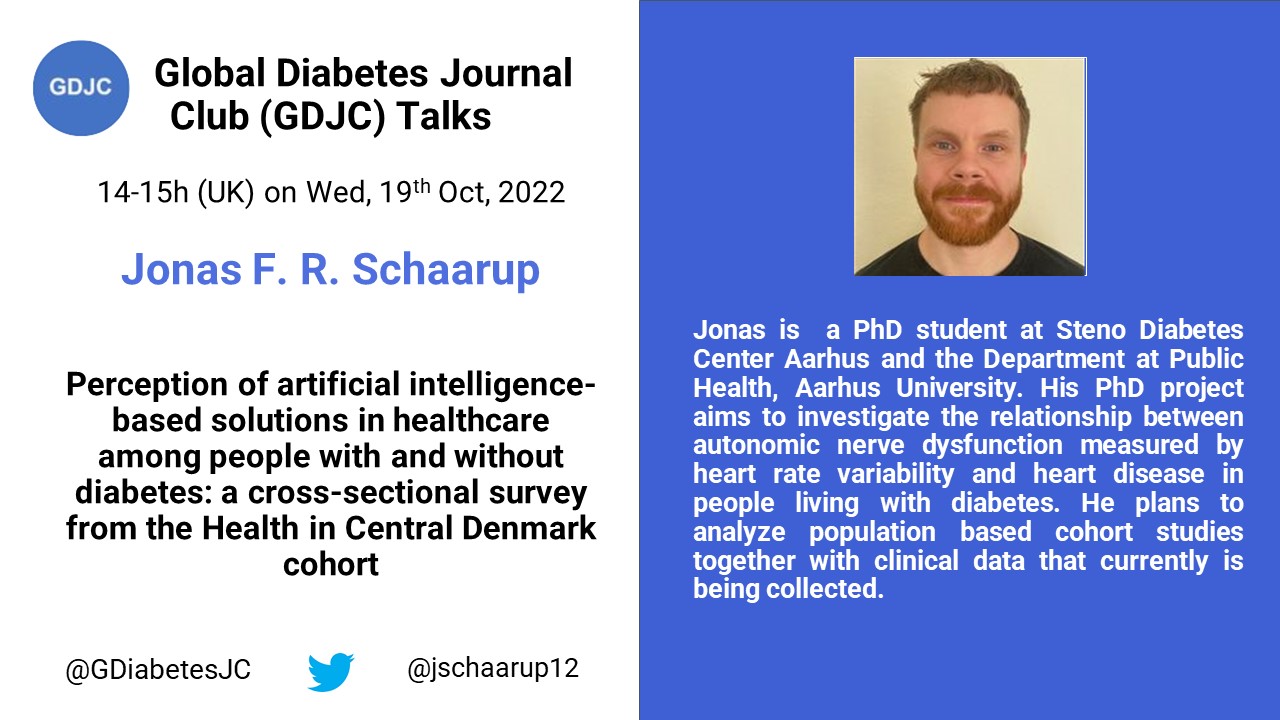 GDJC
Global Diabetes Journal
Club (GDJC) Talks
14-15h (UK) on Wed, 19th Oct, 2022
Jonas F. R. Schaarup
Perception of artificial intelligence-
based solutions in healthcare
among people with and without
diabetes: a cross-sectional survey
from the Health in Central Denmark
cohort
@GDiabetesJC
@jschaarup12
Jonas is a PhD student at Steno Diabetes
Center Aarhus and the Department at Public
Health, Aarhus University. His PhD project
aims to investigate the relationship between
autonomic nerve dysfunction measured by
heart rate variability and heart disease in
people living with diabetes. He plans to
analyze population based cohort studies
together with clinical data that currently is
being collected.